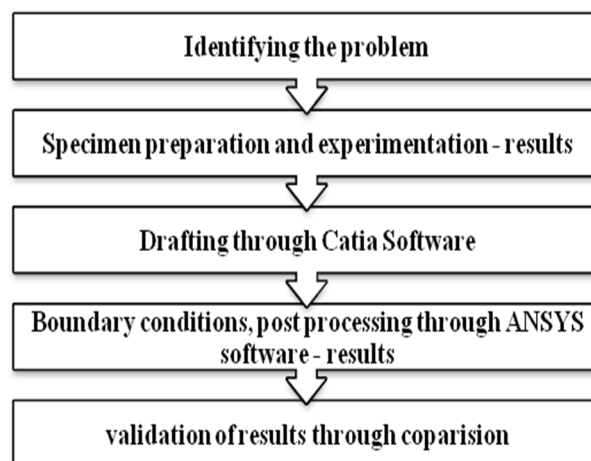 Identifying the problem
Specimen preparation and experimentation - results
Drafting through Catia Software
Boundary conditions, post processing through ANSYS
software - results
validation of results through coparision